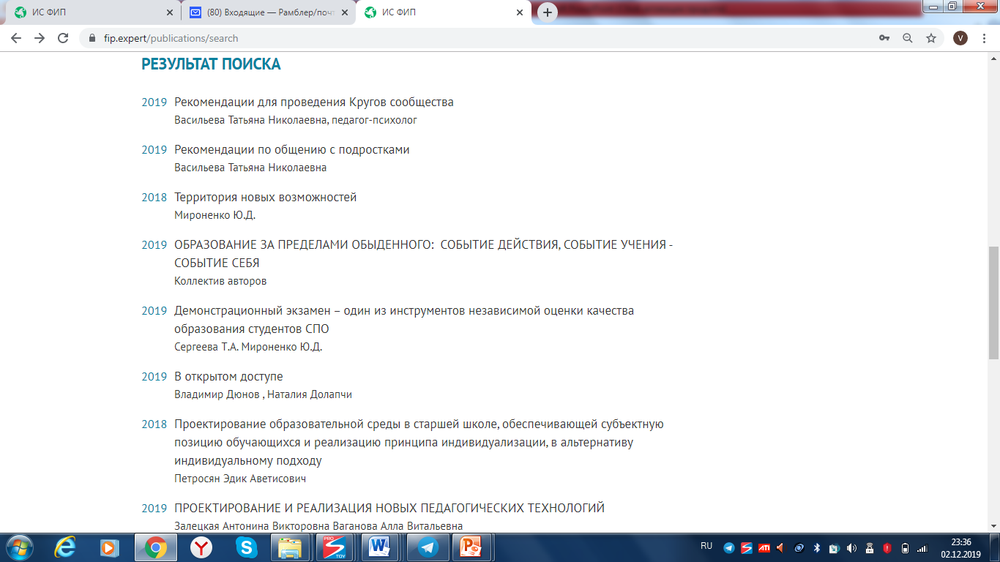 ИС ФИП
(80) Входящие — Рамблер/почт
ИС ФИП
fip.expert/publications/search
V
РЕЗУЛЬТАТ ПОИСКА
2019 Рекомендации для проведения Кругов сообщества
Васильева Татьяна Николаевна, педагог-психолог
2019 Рекомендации по общению с подростками
Васильева Татьяна Николаевна
2018 Территория новых возможностей
Мироненко Ю.Д.
2019 ОБРАЗОВАНИЕ ЗА ПРЕДЕЛАМИ ОБЫДЕННОГО: СОБЫТИЕ ДЕЙСТВИЯ, СОБЫТИЕ УЧЕНИЯ -
СОБЫТИЕ СЕБЯ
Коллектив авторов
2019 Демонстрационный экзамен – один из инструментов независимой оценки качества
образования студентов СПО
Сергеева Т.А. Мироненко Ю.Д.
2019 В открытом доступе
Владимир Дюнов , Наталия Долапчи
2018 Проектирование образовательной среды в старшей школе, обеспечивающей субъектную
позицию обучающихся и реализацию принципа индивидуализации, в альтернативу
индивидуальному подходу
Петросян Эдик Аветисович
2019 ПРОЕКТИРОВАНИЕ И РЕАЛИЗАЦИЯ НОВЫХ ПЕДАГОГИЧЕСКИХ ТЕХНОЛОГИЙ
Залецкая Антонина Викторовна Ваганова Алла Витальевна
PRO
TOY
RU
ATI
23:36
02.12.2019